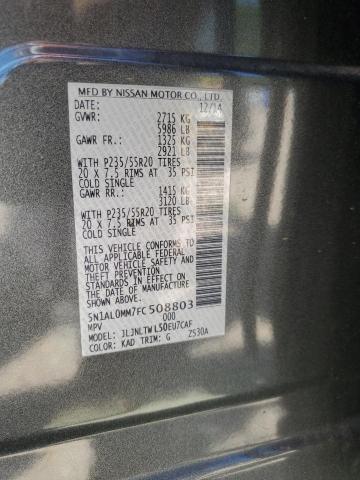 MFD BY NISSAN MOTOR CO., LTD.
DATE: 12/14
GVWR: 2715 KG
5986 LB
GAWR FR.: 1325 KG
2921 LB
WITH P235/55R20 TIRES
20 X 7.5 RIMS AT 35 PSI
COLD SINGLE
GAWR RR.: 1415 KG
3120 LB
WITH P235/55R20 TIRES
20 X 7.5 RIMS AT 35 PSI
COLD SINGLE
THIS VEHICLE CONFORMS TO
ALL APPLICABLE FEDERAL
MOTOR VEHICLE SAFETY AND
THEFT PREVENTION
STANDARDS IN EFFECT ON
THE DATE OF MANUFACTURE
SHOWN ABOVE.
5N1AL0MM7FC508803
MPV 000
MODEL: JLJNLTWL50EU7CAF
COLOR: KAD TRIM: G Z530A